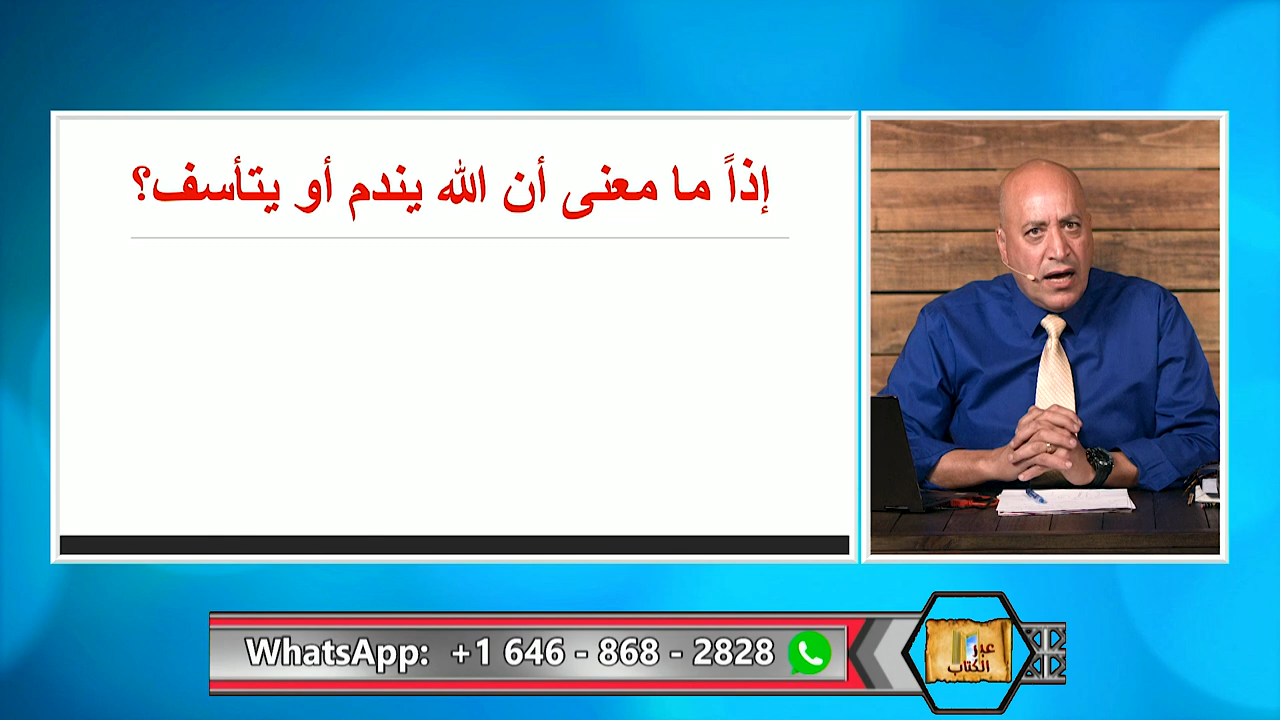 إذاً ما معنى أن الله يندم أو يتأسف؟
WhatsApp: +1 646 - 868 - 2828
عبر
الكتاب